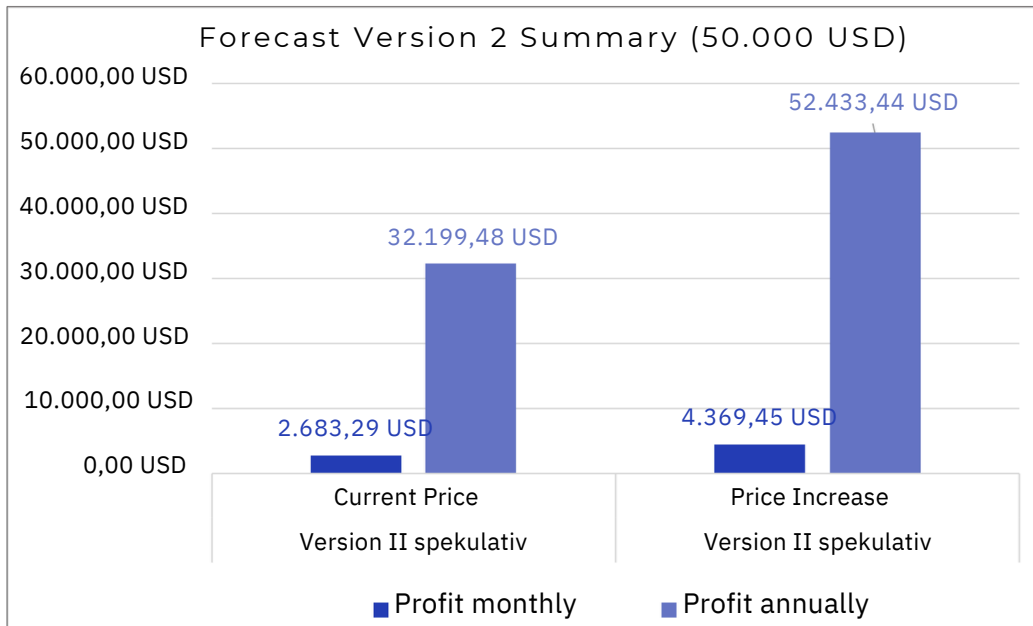 Forecast Version 2 Summary (50.000 USD)
60.000,00 USD
52.433,44 USD
50.000,00 USD
40.000,00 USD
32.199,48 USD
30.000,00 USD
20.000,00 USD
10.000,00 USD
2.683,29 USD
4.369,45 USD
0,00 USD
Current Price
Price Increase
Version II spekulativ
Version II spekulativ
Profit monthly
Profit annually